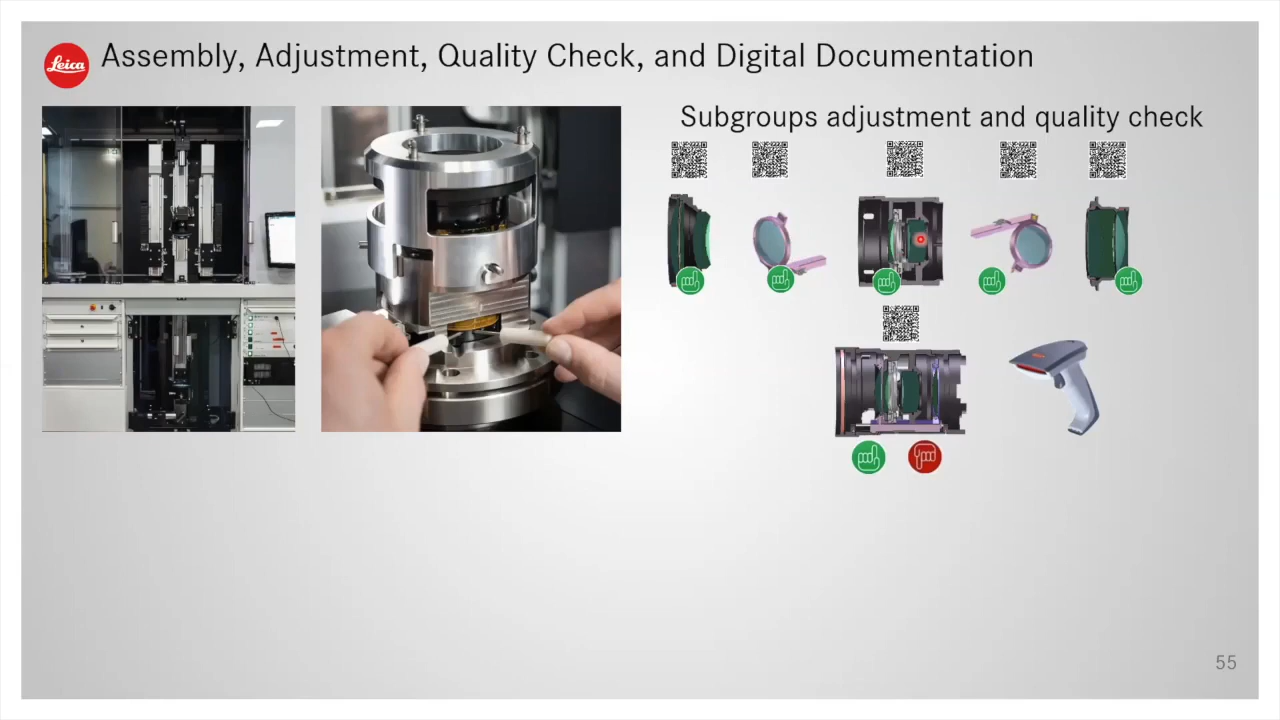 Leica
Assembly, Adjustment, Quality Check, and Digital Documentation
Subgroups adjustment and quality check
55